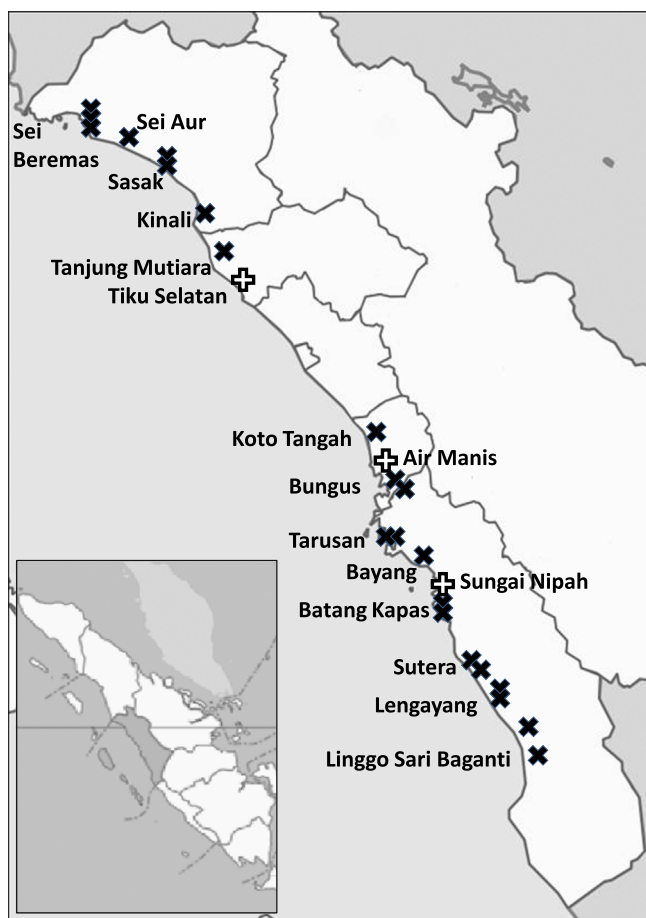 Sei Aur
Sei
Beremas
Sasak
Kinali
Tanjung Mutiara
Tiku Selatan
Koto Tangah
Air Manis
Bungus
Tarusan
Bayang
Sungai Nipah
Batang Kapas
Sutera
Lengayang
Linggo Sari Baganti